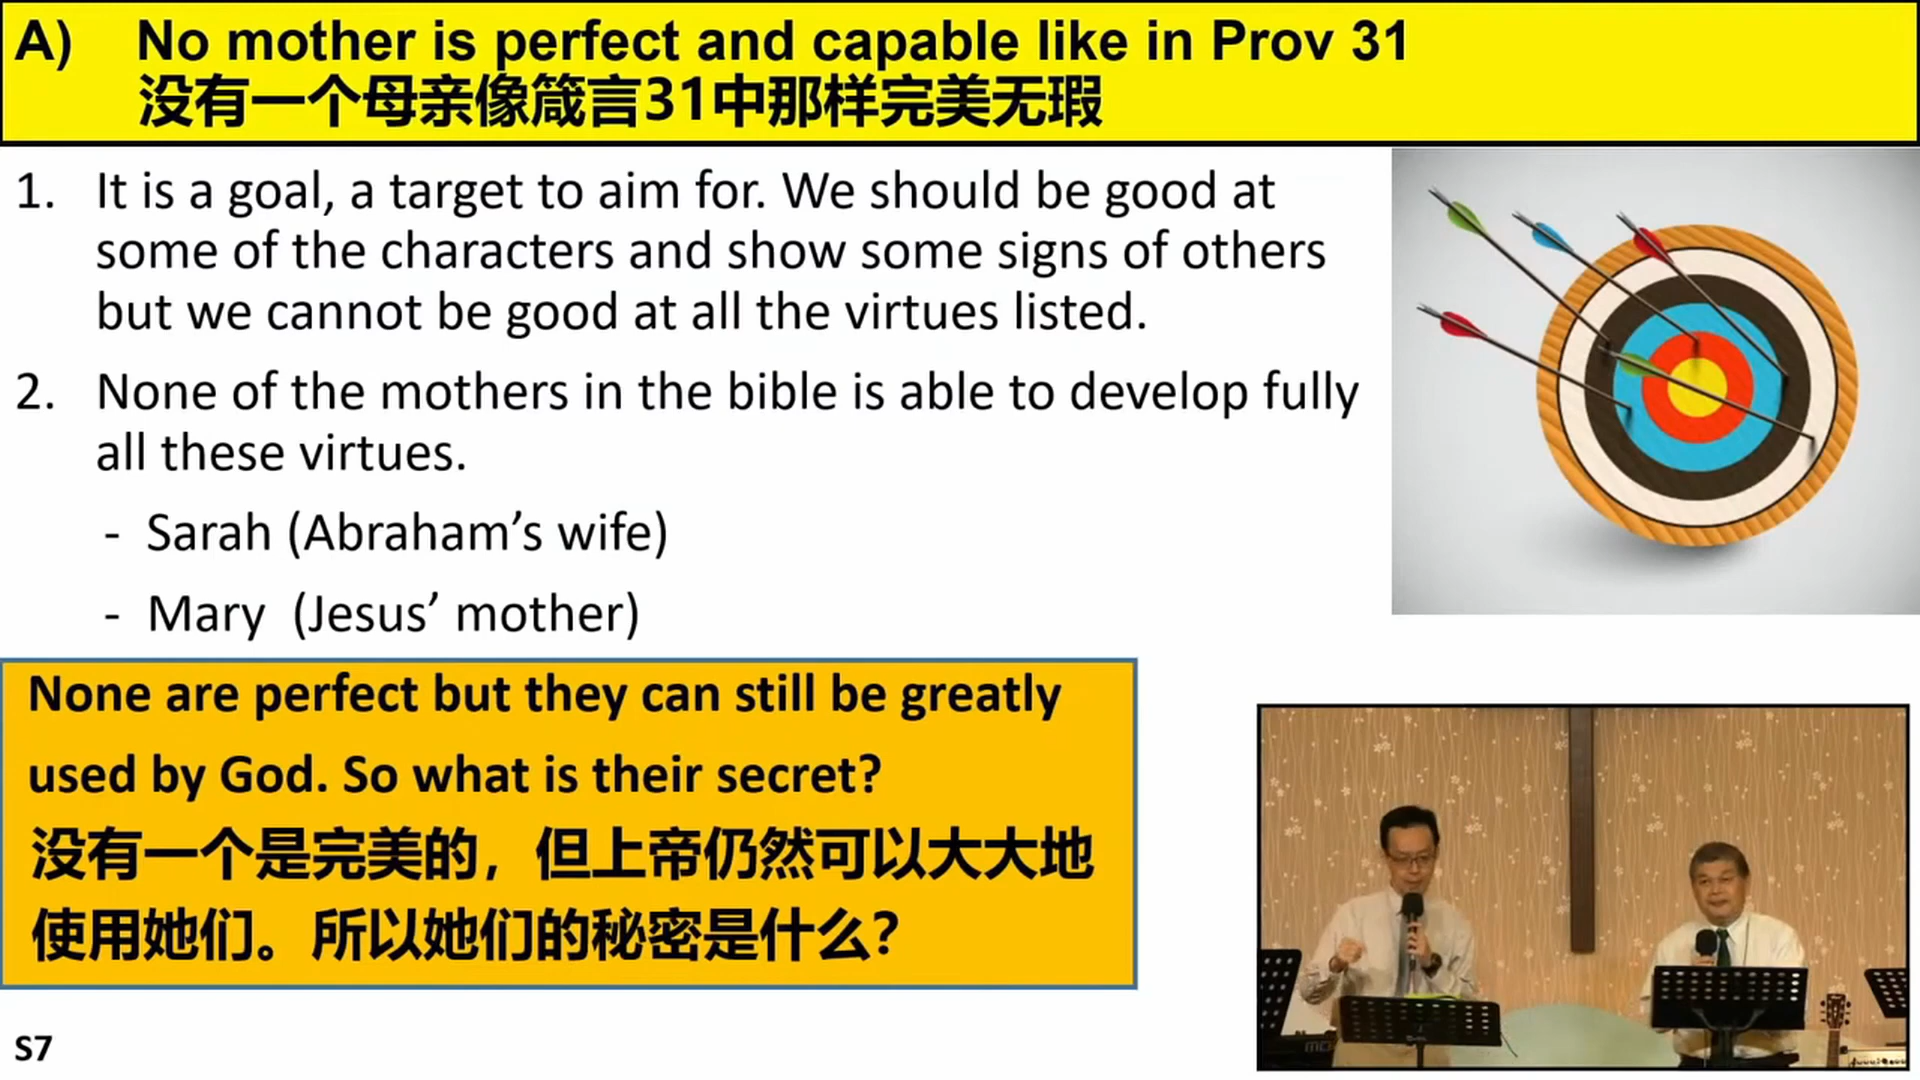 A) No mother is perfect and capable like in Prov 31
没有一个母亲像箴言31中那样完美无瑕
1. It is a goal, a target to aim for. We should be good at
some of the characters and show some signs of others
but we cannot be good at all the virtues listed.
2. None of the mothers in the bible is able to develop fully
all these virtues.
- Sarah (Abraham’s wife)
- Mary (Jesus’ mother)
None are perfect but they can still be greatly
used by God. So what is their secret?
没有一个是完美的，但上帝仍然可以大大地
使用她们。所以她们的秘密是什么?
S7